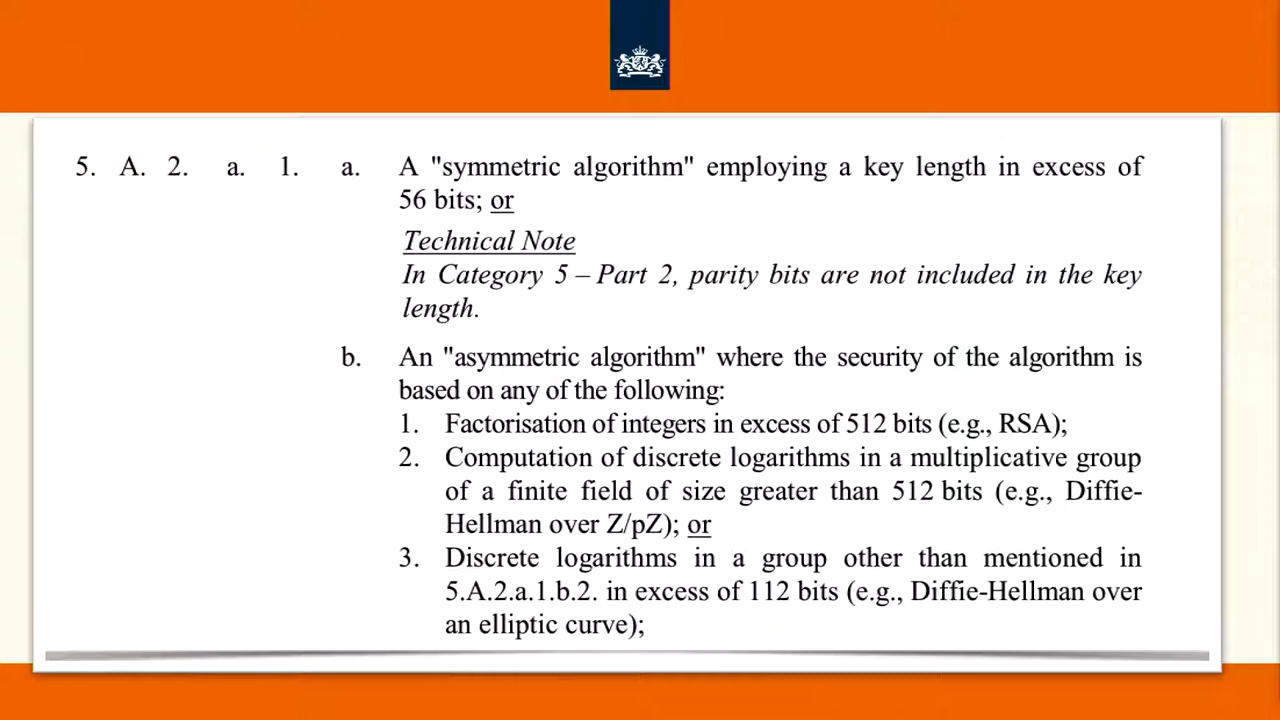 5. A. 2. a. 1. a. A "symmetric algorithm" employing a key length in excess of
56 bits; or
Technical Note
In Category 5 – Part 2, parity bits are not included in the key
length.
b. An "asymmetric algorithm" where the security of the algorithm is
based on any of the following:
1. Factorisation of integers in excess of 512 bits (e.g., RSA);
2. Computation of discrete logarithms in a multiplicative group
of a finite field of size greater than 512 bits (e.g., Diffie-
Hellman over Z/pZ); or
3. Discrete logarithms in a group other than mentioned in
5.A.2.a.1.b.2. in excess of 112 bits (e.g., Diffie-Hellman over
an elliptic curve);